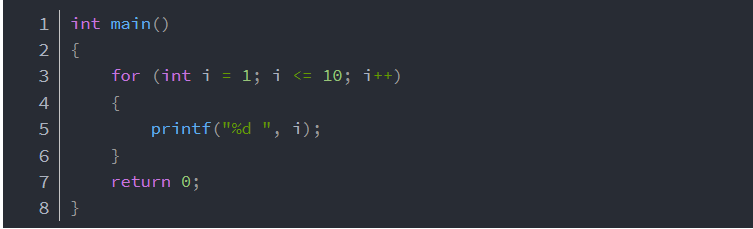 1 int main()
2 {
3     for (int i = 1; i <= 10; i++)
4     {
5         printf("%d ", i);
6     }
7     return 0;
8 }